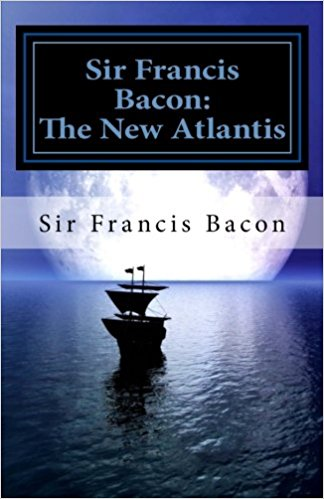 Sir Francis
Bacon:
The New Atlantis
Sir Francis Bacon